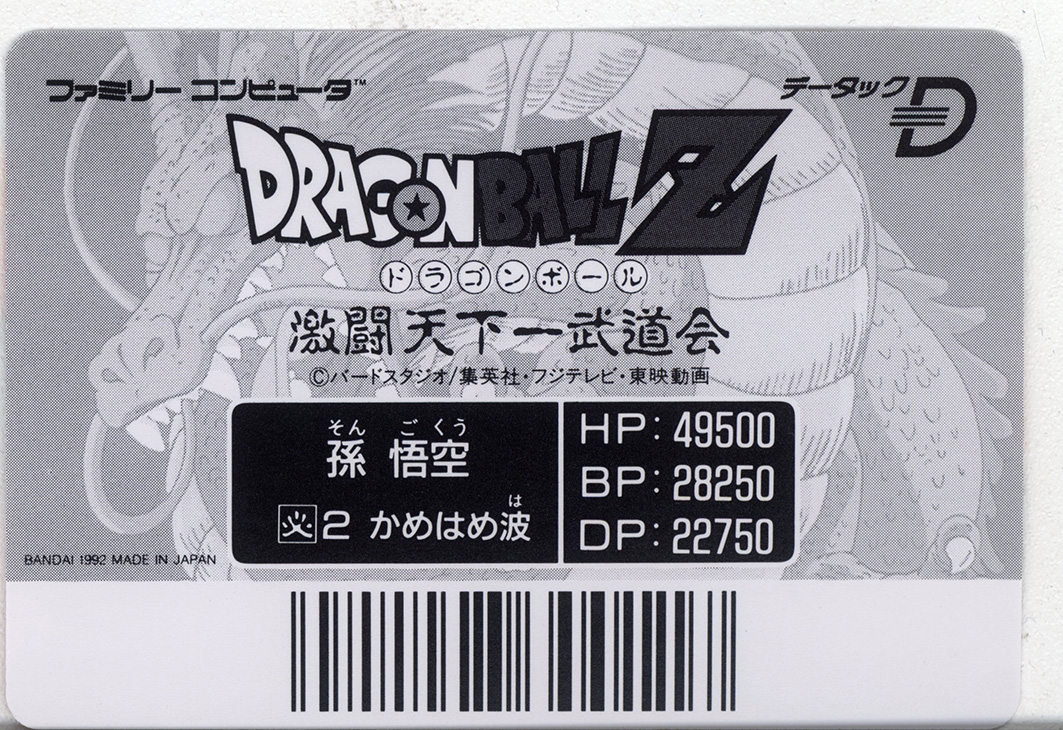 ファミリー コンピュータ™
データック D
DRAGON BALL Z
ドラゴンボール
激闘天下一武道会
©バードスタジオ/集英社・フジテレビ・東映動画
そん ご くう
孫 悟空
は
火2 かめはめ波
HP: 49500
BP: 28250
DP: 22750
BANDAI 1992 MADE IN JAPAN